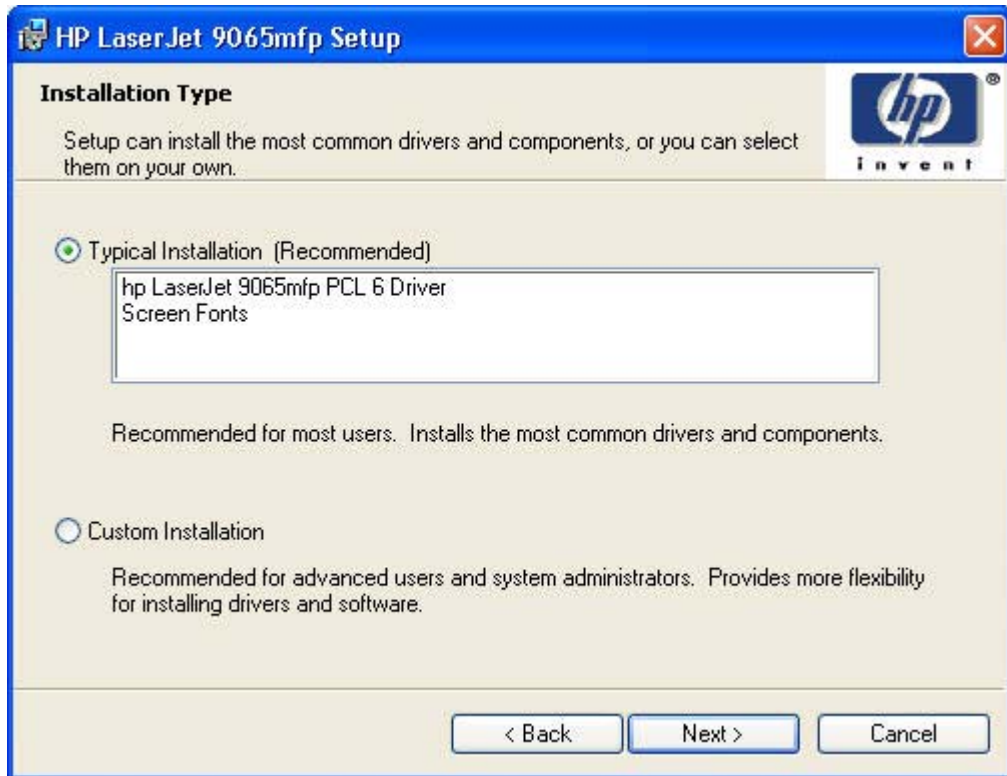 HP LaserJet 9065mfp Setup
Installation Type
Setup can install the most common drivers and components, or you can select
them on your own.
hp
®
invent
Typical Installation (Recommended)
hp LaserJet 9065mfp PCL 6 Driver
Screen Fonts
Recommended for most users. Installs the most common drivers and components.
Custom Installation
Recommended for advanced users and system administrators. Provides more flexibility
for installing drivers and software.
< Back
Next >
Cancel